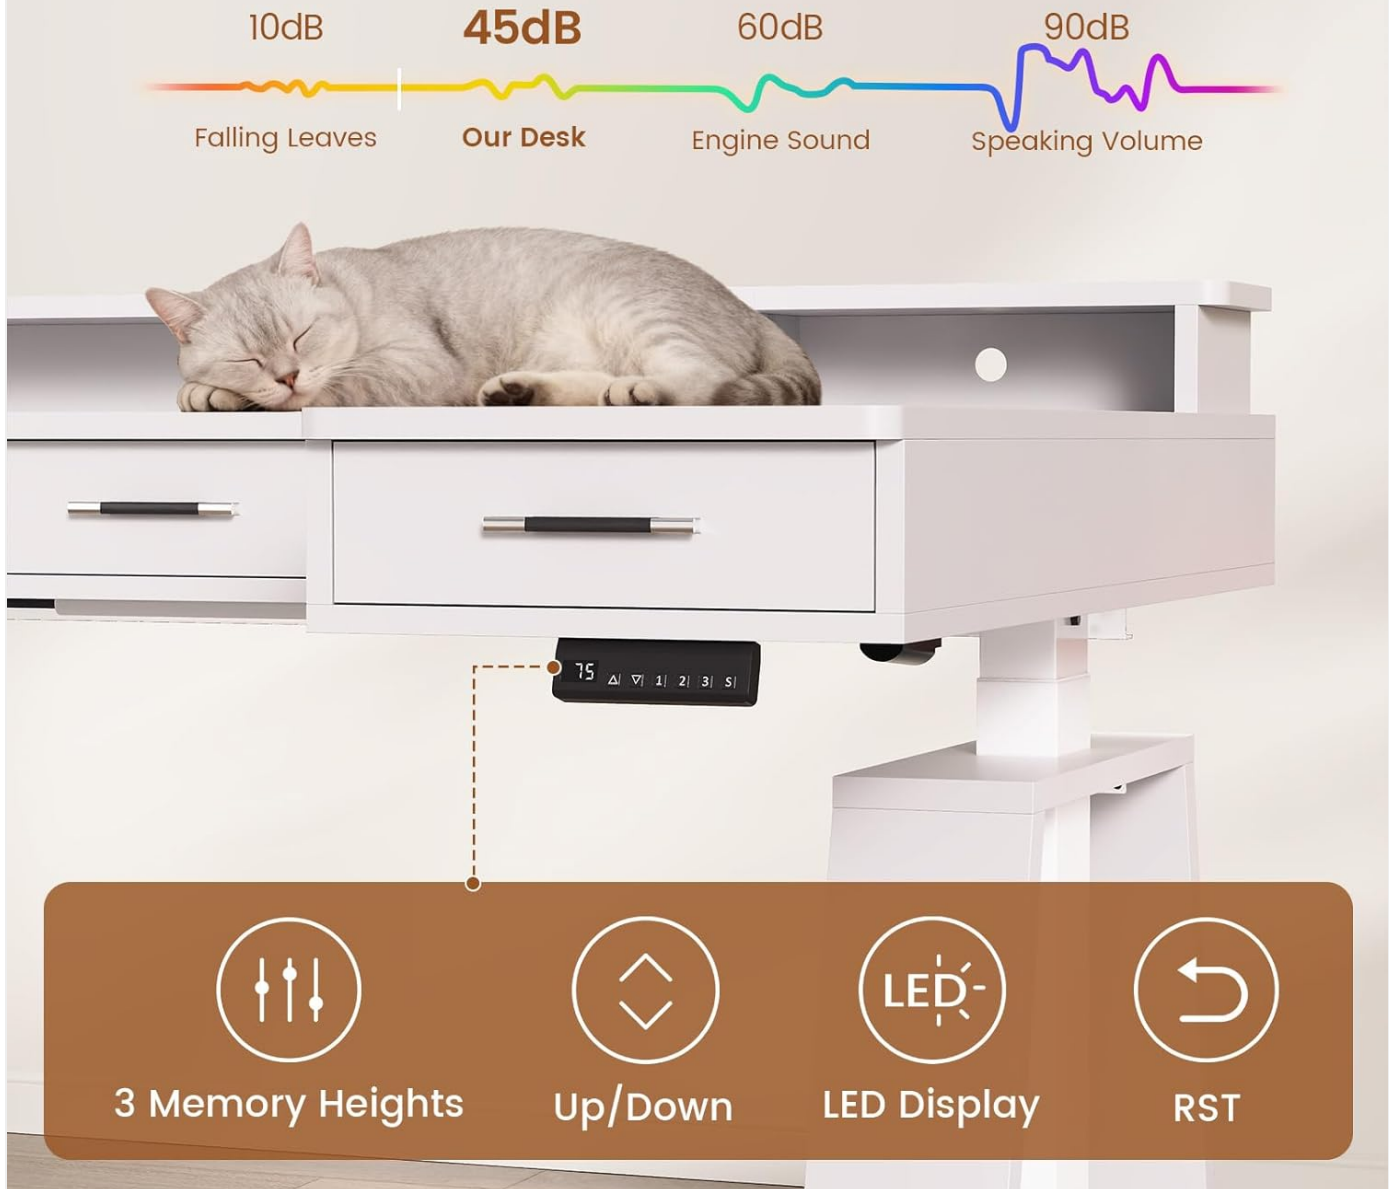 10dB 45dB 60dB 90dB
Falling Leaves Our Desk Engine Sound Speaking Volume
75 1 2 3 S
LED
3 Memory Heights Up/Down LED Display RST